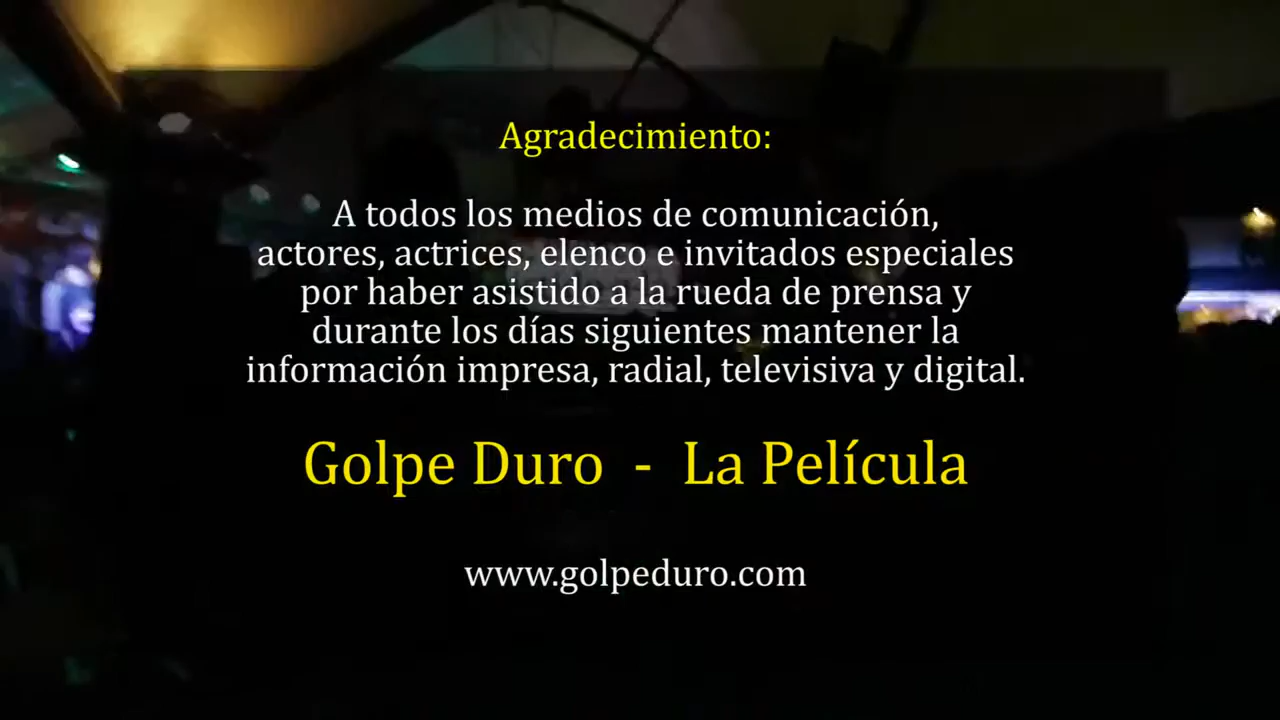 Agradecimiento:
A todos los medios de comunicación,
actores, actrices, elenco e invitados especiales
por haber asistido a la rueda de prensa y
durante los días siguientes mantener la
información impresa, radial, televisiva y digital.
Golpe Duro - La Película
www.golpeduro.com